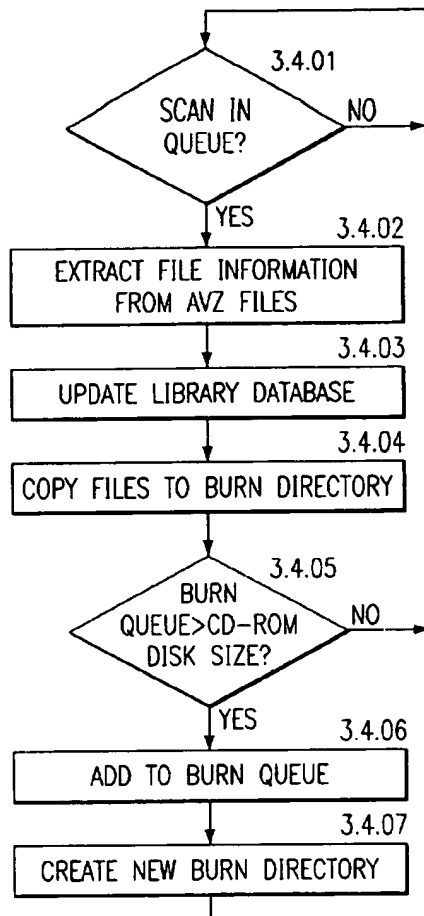 3.4.01
SCAN IN
QUEUE?
NO
YES
3.4.02
EXTRACT FILE INFORMATION
FROM AVZ FILES
3.4.03
UPDATE LIBRARY DATABASE
3.4.04
COPY FILES TO BURN DIRECTORY
3.4.05
BURN
QUEUE>CD-ROM
DISK SIZE?
NO
YES
3.4.06
ADD TO BURN QUEUE
3.4.07
CREATE NEW BURN DIRECTORY